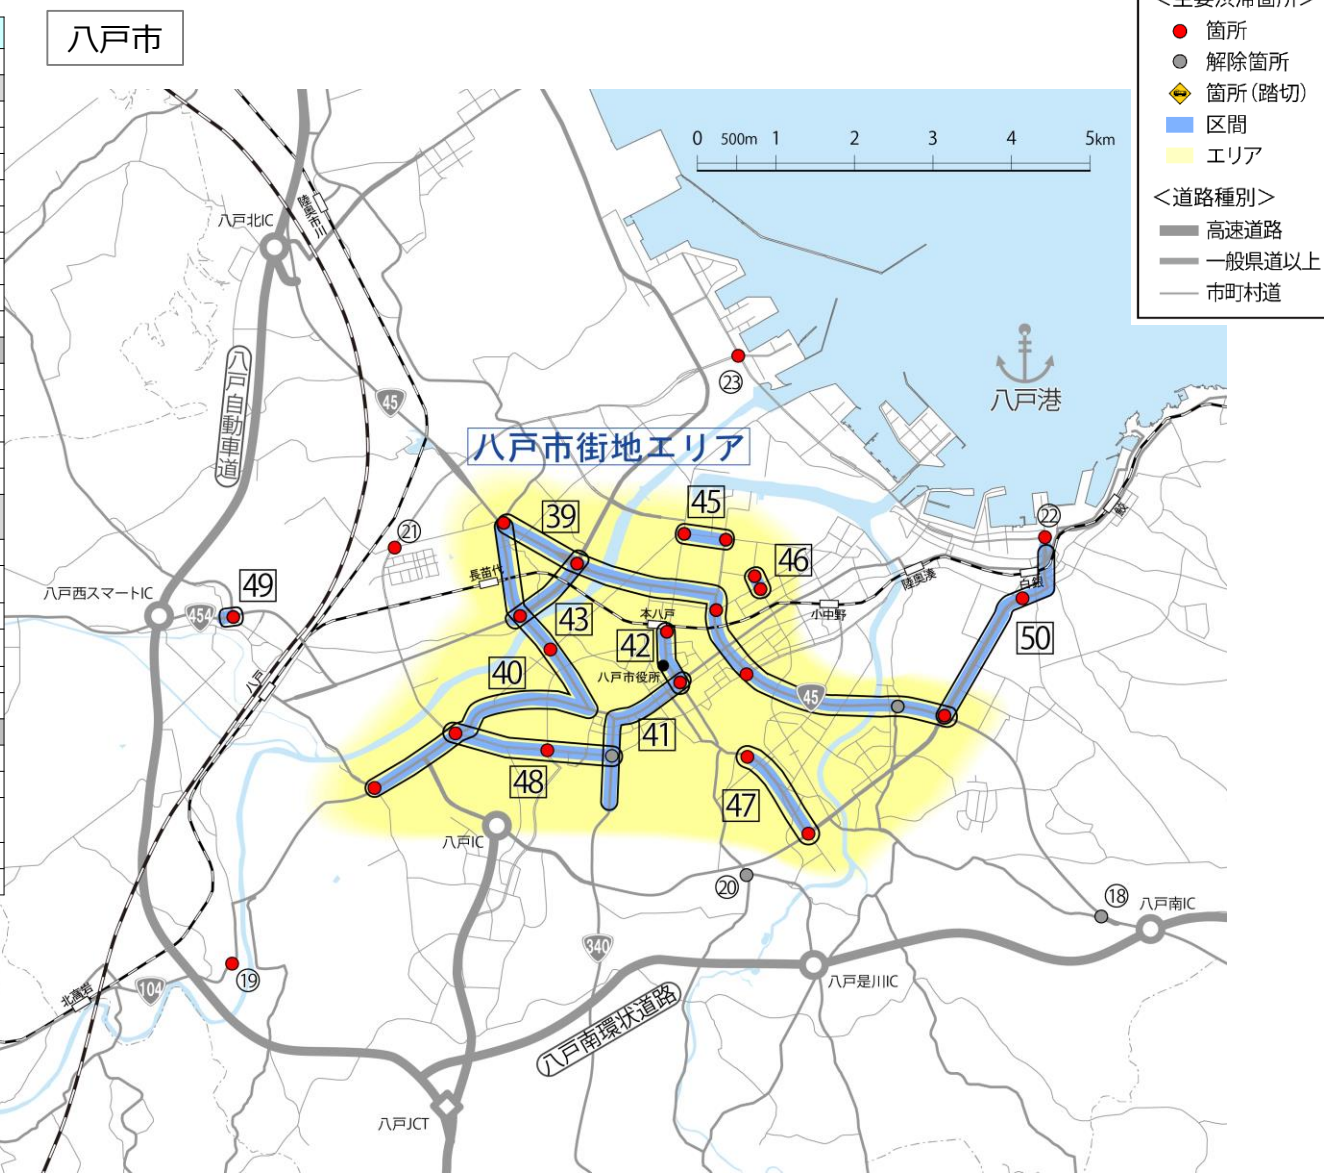 八戸市
<主要渋滞箇所>
箇所
解除箇所
箇所(踏切)
区間
エリア
<道路種別>
高速道路
一般県道以上
市町村道
0 500m 1 2 3 4 5km
八戸北IC
陸奥市川
八戸自動車道
45
㉓
八戸港
八戸市街地エリア
39
45
㉑
㉒
鮫
46
長苗代
陸奥湊
白銀
八戸西スマートIC
49
454
43
本八戸
小中野
42
50
40
八戸市役所
八戸
45
41
48
47
八戸IC
⑳
⑱
八戸南IC
340
⑲
104
北高岩
八戸是川IC
八戸南環状道路
八戸JCT